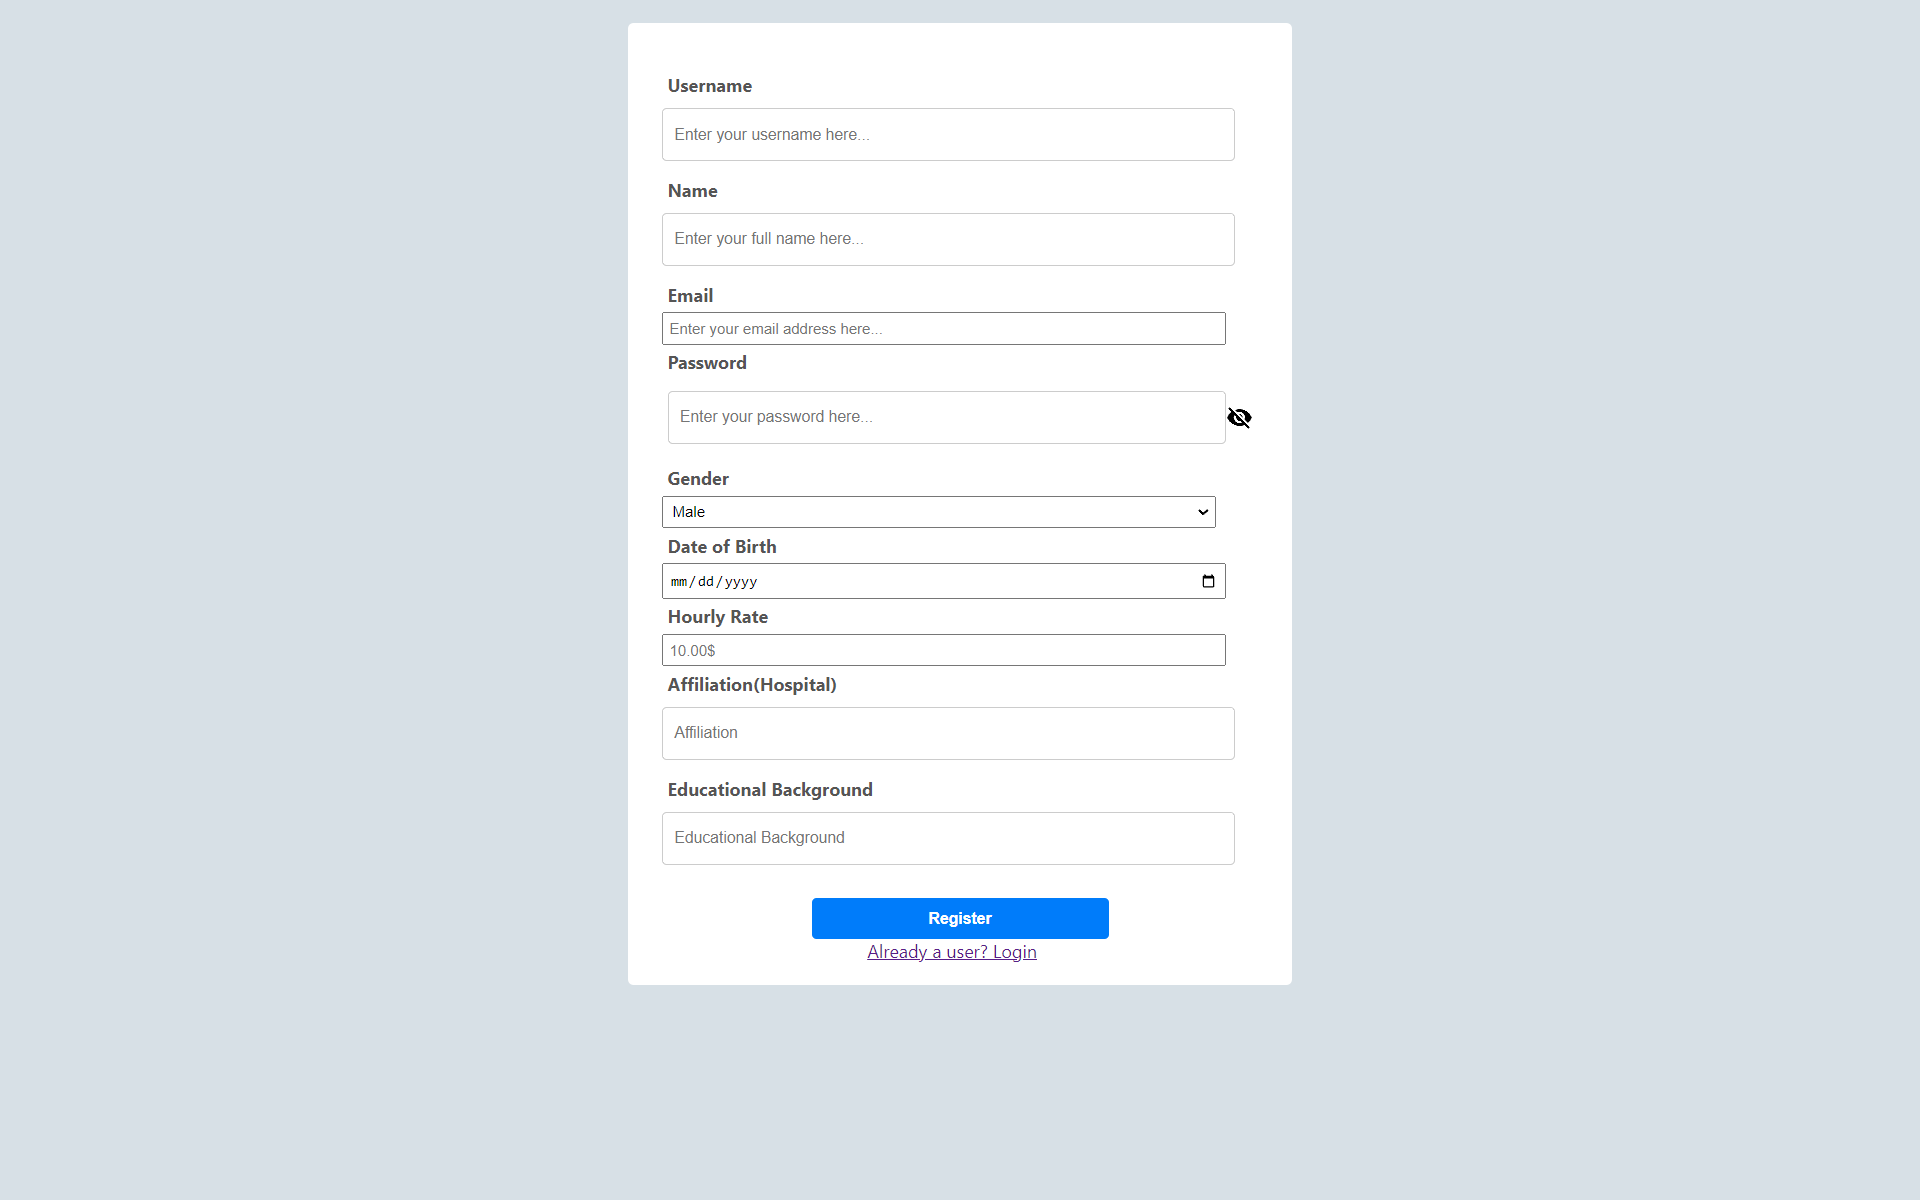 Username
Enter your username here...
Name
Enter your full name here...
Email
Enter your email address here...
Password
Enter your password here...
Gender
Male
Date of Birth
mm/dd/yyyy
Hourly Rate
10.00$
Affiliation(Hospital)
Affiliation
Educational Background
Educational Background
Register
Already a user? Login